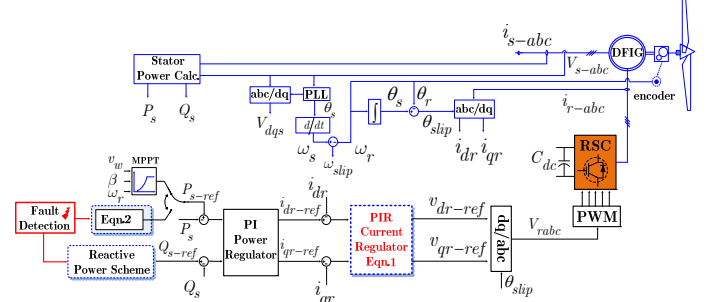 i_{s-abc}
DFIG
Stator
Power Calc.
V_{s-abc}
P_s
Q_s
abc/dq
PLL
θ_s
d/dt
V_{dqs}
ω_s
ω_{slip}
ω_r
∫
θ_s
θ_r
θ_{slip}
abc/dq
i_{dr}
i_{qr}
i_{r-abc}
encoder
C_{dc}
RSC
PWM
V_{rabc}
v_w
β
ω_r
MPPT
P_{s-ref}
Fault
Detection
Eqn.2
P_s
Reactive
Power Scheme
Q_{s-ref}
Q_s
PI
Power
Regulator
i_{dr}
i_{dr-ref}
i_{qr-ref}
i_{qr}
PIR
Current
Regulator
Eqn.1
v_{dr-ref}
v_{qr-ref}
dq/abc
θ_{slip}